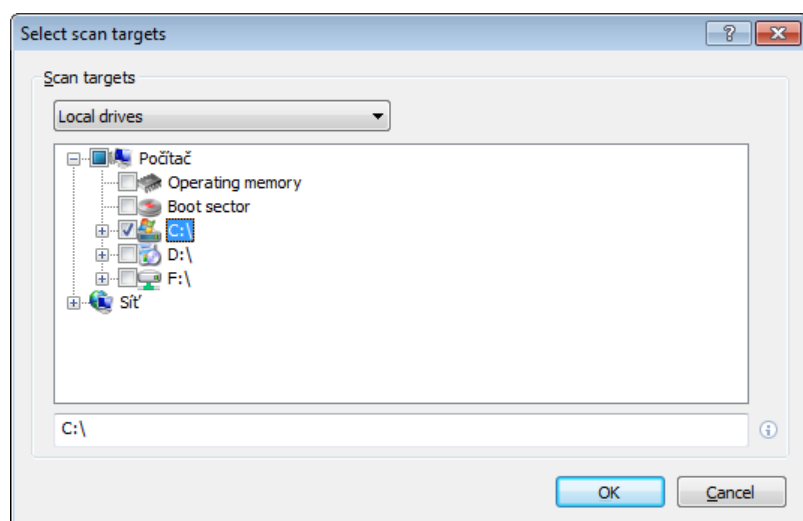 Select scan targets
Scan targets
Local drives
Počítač
Operating memory
Boot sector
C:\
D:\
F:\
Síť
C:\
OK
Cancel